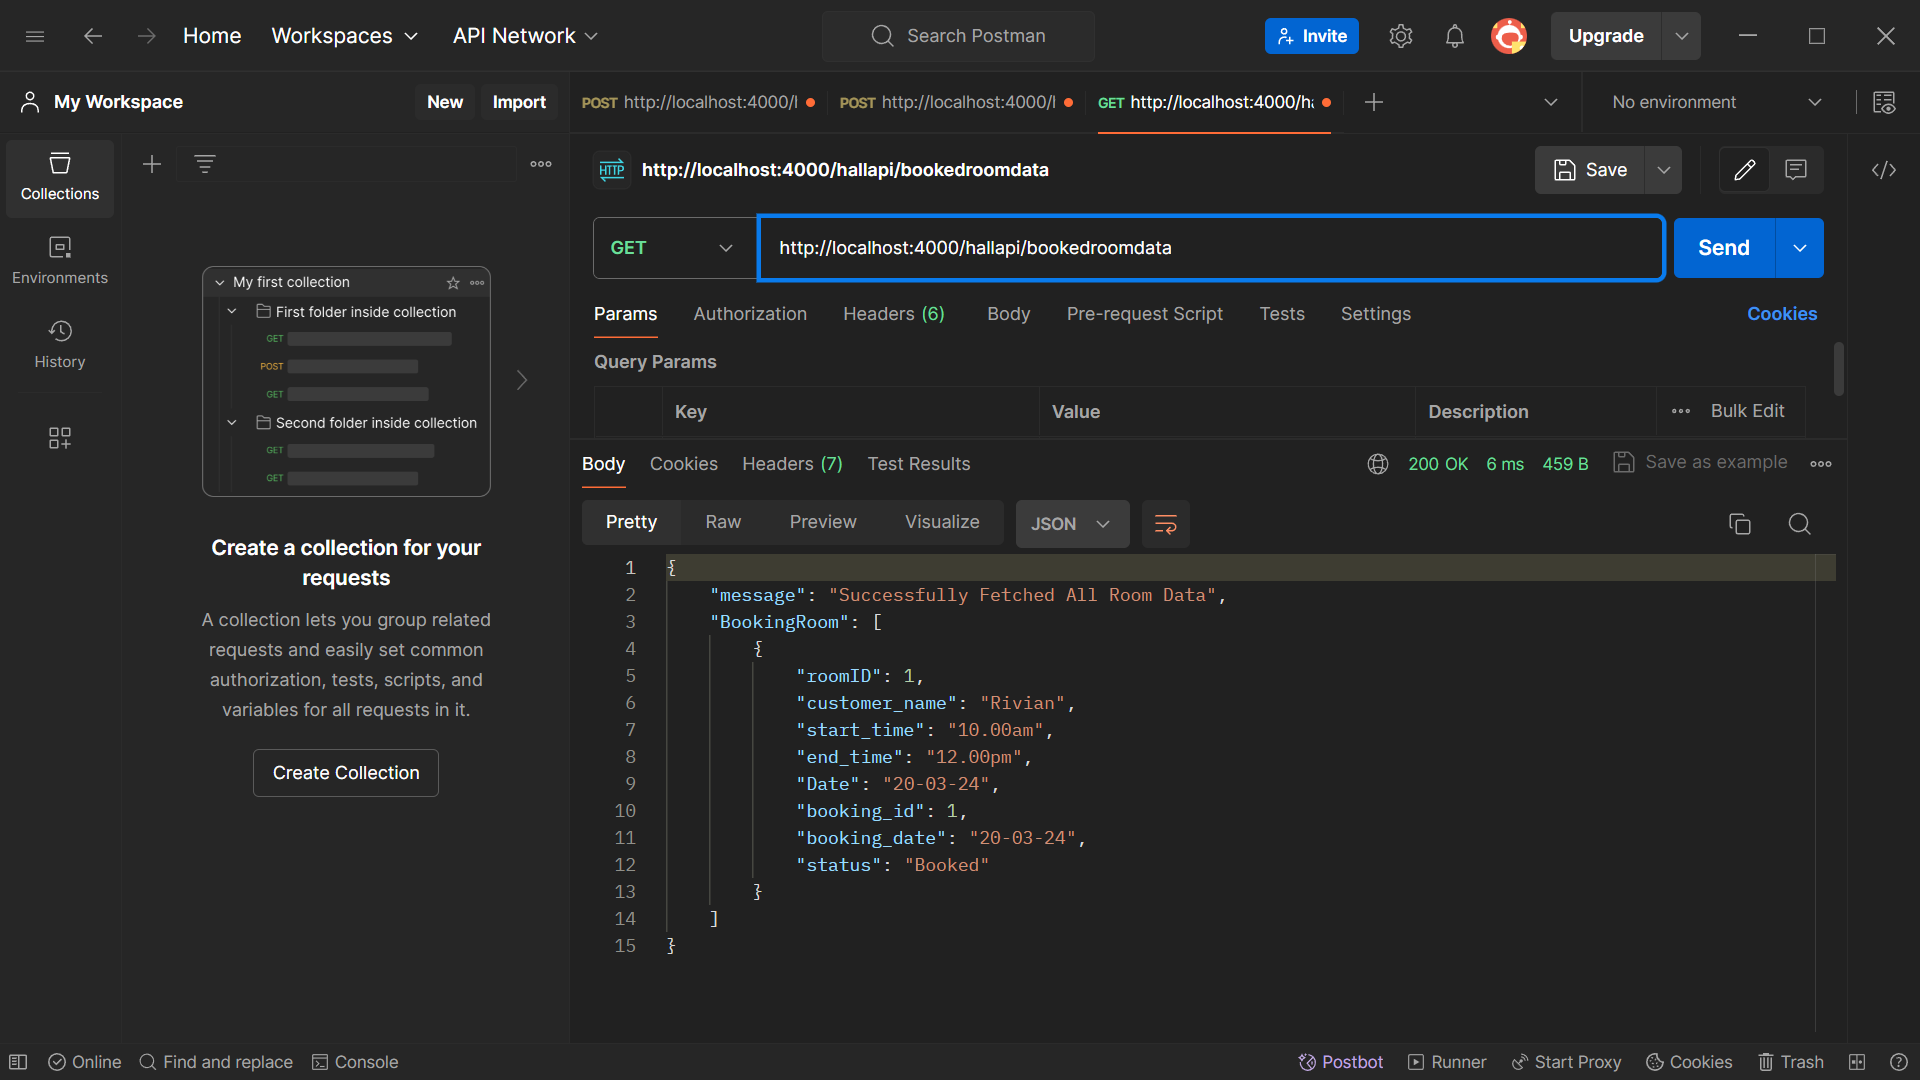 Home
Workspaces
API Network
Search Postman
Invite
Upgrade
My Workspace
New
Import
POST http://localhost:4000/
POST http://localhost:4000/
GET http://localhost:4000/h
No environment
Collections
Environments
History
My first collection
First folder inside collection
GET
POST
GET
Second folder inside collection
GET
GET
Create a collection for your
requests
A collection lets you group related
requests and easily set common
authorization, tests, scripts, and
variables for all requests in it.
Create Collection
HTTP
http://localhost:4000/hallapi/bookedroomdata
Save
</>
GET
http://localhost:4000/hallapi/bookedroomdata
Send
Params
Authorization
Headers (6)
Body
Pre-request Script
Tests
Settings
Cookies
Query Params
Key
Value
Description
Bulk Edit
Body
Cookies
Headers (7)
Test Results
200 OK
6 ms
459 B
Save as example
Pretty
Raw
Preview
Visualize
JSON
1 {
2 "message": "Successfully Fetched All Room Data",
3 "BookingRoom": [
4 {
5 "roomID": 1,
6 "customer_name": "Rivian",
7 "start_time": "10.00am",
8 "end_time": "12.00pm",
9 "Date": "20-03-24",
10 "booking_id": 1,
11 "booking_date": "20-03-24",
12 "status": "Booked"
13 }
14 ]
15 }
Online
Find and replace
Console
Postbot
Runner
Start Proxy
Cookies
Trash